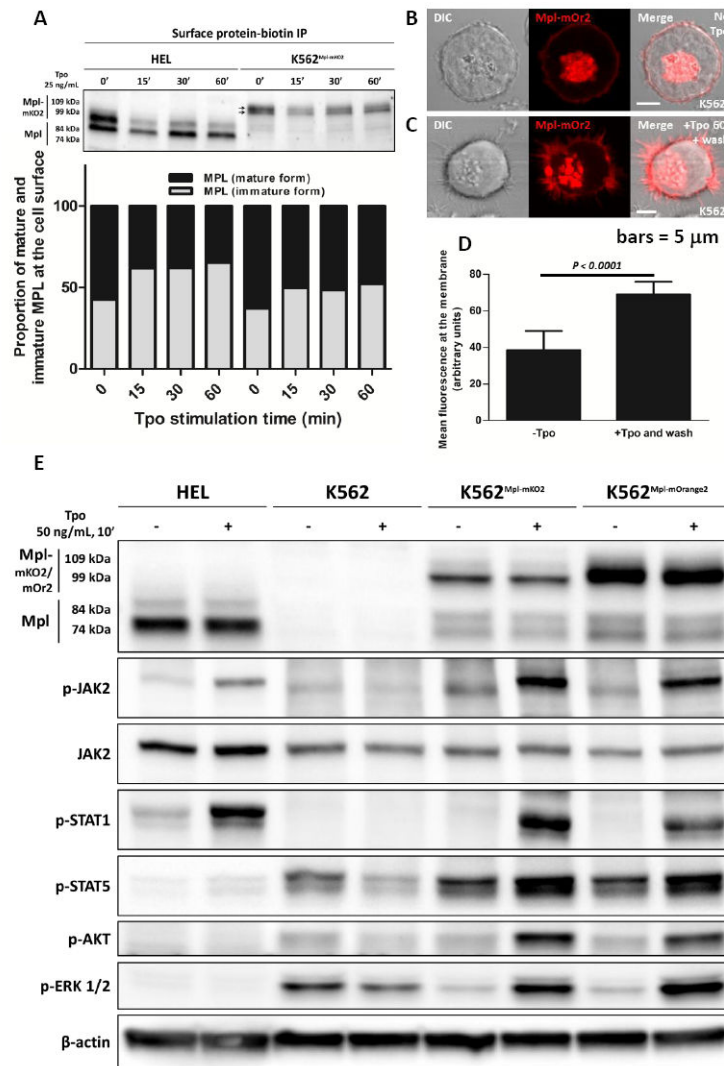 A
Surface protein-biotin IP
HEL
K562Mpl-mKO2
Tpo
25 ng/mL
0' 15' 30' 60' 0' 15' 30' 60'
Mpl-
mKO2
109 kDa
99 kDa
Mpl
84 kDa
74 kDa
MPL (mature form)
MPL (immature form)
Proportion of mature and
immature MPL at the cell surface
100
50
0
0 15 30 60 0 15 30 60
Tpo stimulation time (min)
B
DIC
Mpl-mOr2
Merge
Tpo
K562
C
DIC
Mpl-mOr2
Merge +Tpo 60
+ wash
K562
bars = 5 μm
D
P < 0.0001
Mean fluorescence at the membrane
(arbitrary units)
80
60
40
20
0
-Tpo
+Tpo and wash
E
HEL
K562
K562Mpl-mKO2
K562Mpl-mOrange2
Tpo
50 ng/mL, 10'
- + - + - + - +
Mpl-
mKO2/
mOr2
109 kDa
99 kDa
Mpl
84 kDa
74 kDa
p-JAK2
JAK2
p-STAT1
p-STAT5
p-AKT
p-ERK 1/2
β-actin